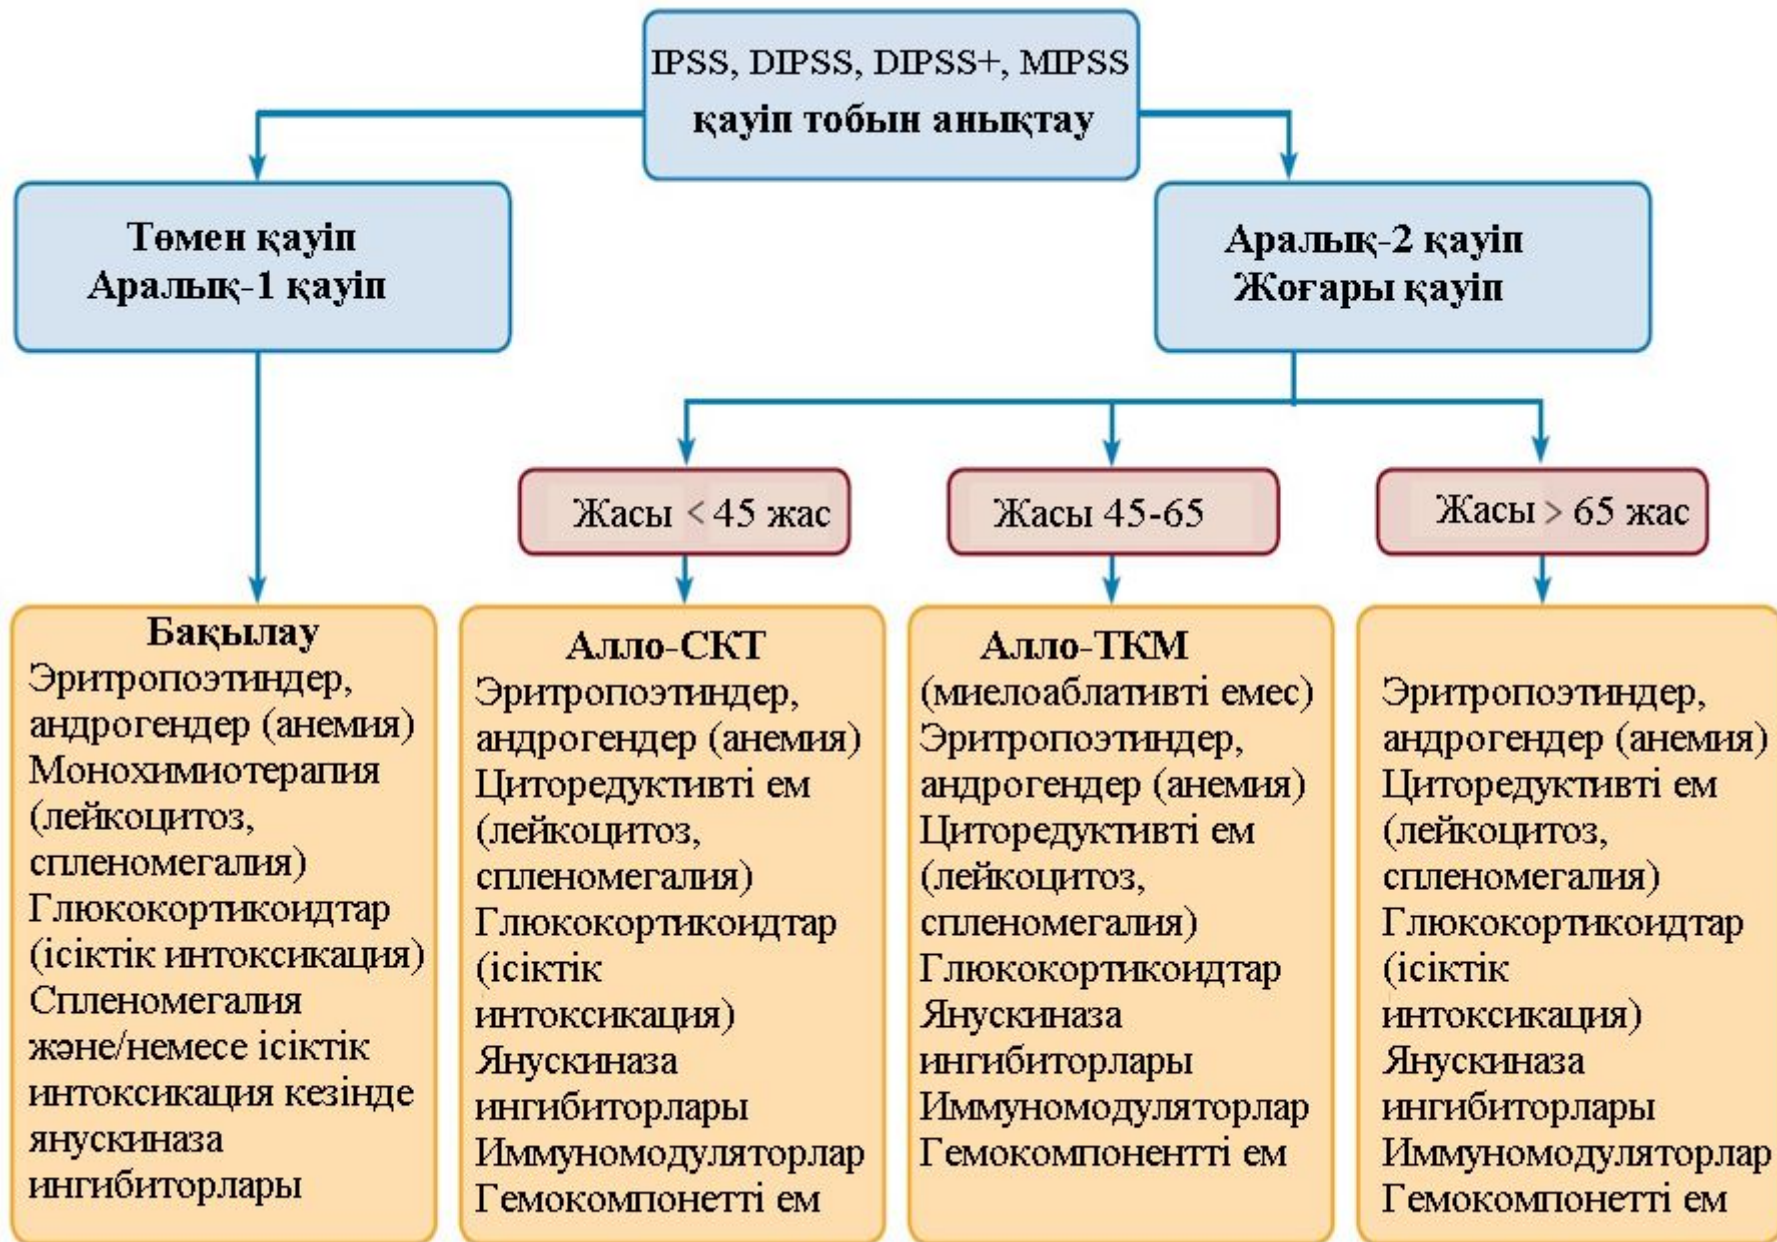 IPSS, DIPSS, DIPSS+, MIPSS
қауіп тобын анықтау
Төмен қауіп
Аралық-1 қауіп
Аралық-2 қауіп
Жоғары қауіп
Жасы < 45 жас
Жасы 45-65
Жасы > 65 жас
Бақылау
Эритропоэтиндер,
андрогендер (анемия)
Монохимиотерапия
(лейкоцитоз,
спленомегалия)
Глюкокортикоидтар
(ісіктік интоксикация)
Спленомегалия
және/немесе ісіктік
интоксикация кезінде
янускиназа
ингибиторлары
Алло-СКТ
Эритропоэтиндер,
андрогендер (анемия)
Циторедуктивті ем
(лейкоцитоз,
спленомегалия)
Глюкокортикоидтар
(ісіктік
интоксикация)
Янускиназа
ингибиторлары
Иммуномодуляторлар
Гемокомпонетті ем
Алло-ТКМ
(миелоаблативті емес)
Эритропоэтиндер,
андрогендер (анемия)
Циторедуктивті ем
(лейкоцитоз,
спленомегалия)
Глюкокортикоидтар
Янускиназа
ингибиторлары
Иммуномодуляторлар
Гемокомпонентті ем
Эритропоэтиндер,
андрогендер (анемия)
Циторедуктивті ем
(лейкоцитоз,
спленомегалия)
Глюкокортикоидтар
(ісіктік
интоксикация)
Янускиназа
ингибиторлары
Иммуномодуляторлар
Гемокомпонетті ем